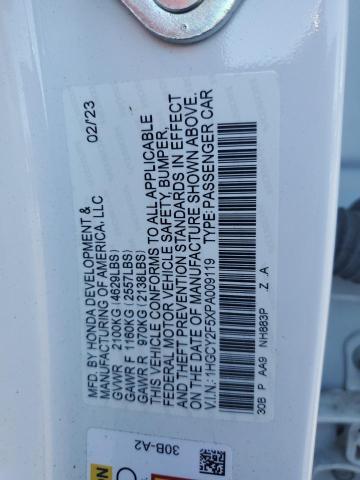 MFD. BY HONDA DEVELOPMENT & 02/'23
MANUFACTURING OF AMERICA, LLC
GVWR 2100KG (4629LBS)
GAWR F 1160KG (2557LBS)
GAWR R 970KG (2138LBS)
THIS VEHICLE CONFORMS TO ALL APPLICABLE
FEDERAL MOTOR VEHICLE SAFETY, BUMPER,
AND THEFT PREVENTION STANDARDS IN EFFECT
ON THE DATE OF MANUFACTURE SHOWN ABOVE.
V.I.N.: 1HGCY2F5XPA009119 TYPE: PASSENGER CAR
30B P AA9 NH883P Z .A
30B-A2